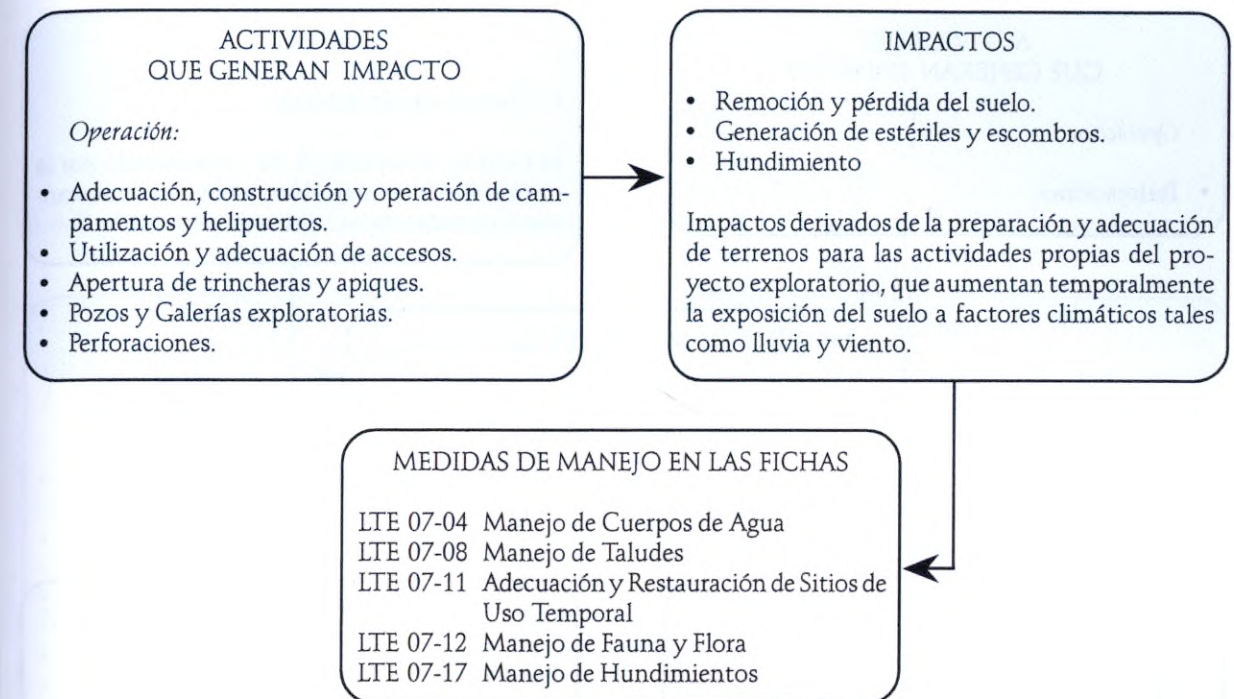 ACTIVIDADES
QUE GENERAN IMPACTO
Operación:
• Adecuación, construcción y operación de cam-
pamentos y helipuertos.
• Utilización y adecuación de accesos.
• Apertura de trincheras y apiques.
• Pozos y Galerías exploratorias.
• Perforaciones.
IMPACTOS
• Remoción y pérdida del suelo.
• Generación de estériles y escombros.
• Hundimiento
Impactos derivados de la preparación y adecuación
de terrenos para las actividades propias del pro-
yecto exploratorio, que aumentan temporalmente
la exposición del suelo a factores climáticos tales
como lluvia y viento.
MEDIDAS DE MANEJO EN LAS FICHAS
LTE 07-04 Manejo de Cuerpos de Agua
LTE 07-08 Manejo de Taludes
LTE 07-11 Adecuación y Restauración de Sitios de
Uso Temporal
LTE 07-12 Manejo de Fauna y Flora
LTE 07-17 Manejo de Hundimientos